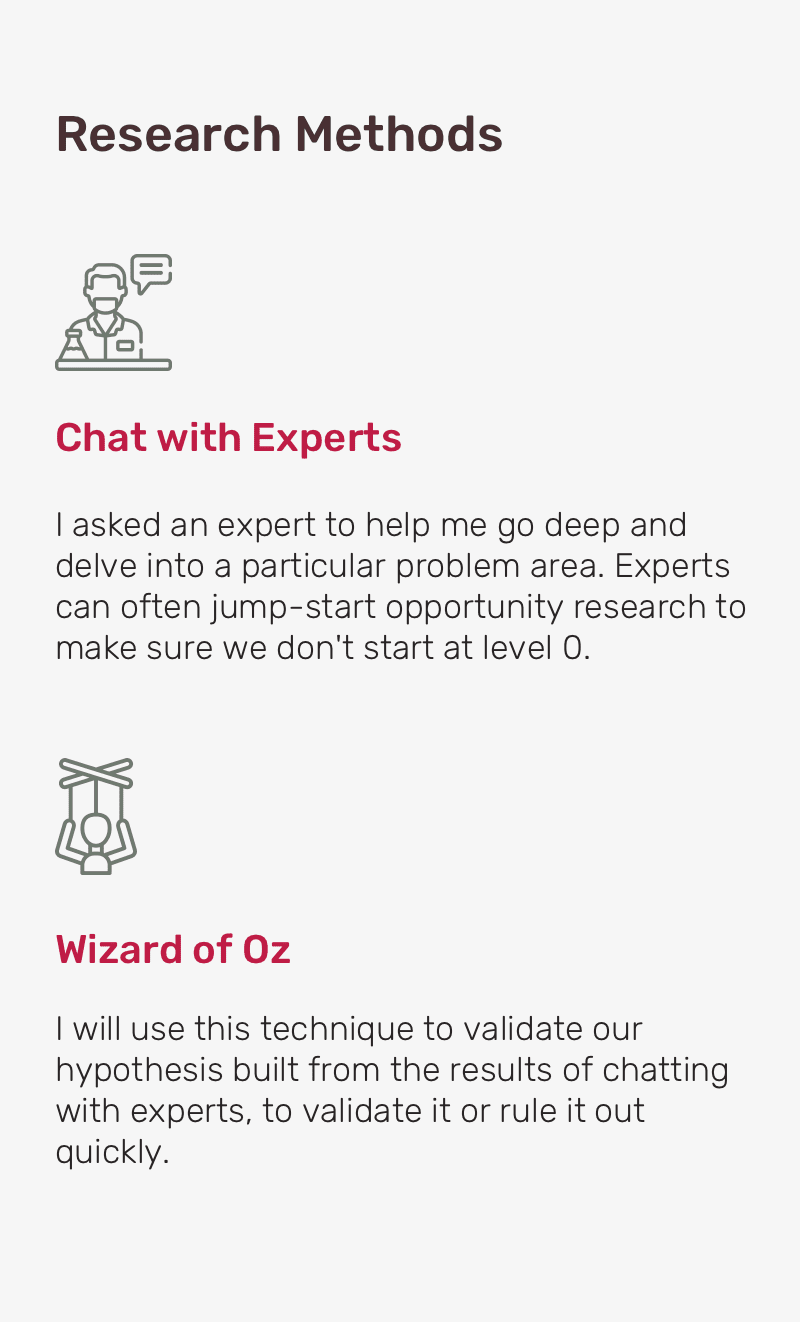 Research Methods
Chat with Experts
I asked an expert to help me go deep and
delve into a particular problem area. Experts
can often jump-start opportunity research to
make sure we don't start at level 0.
Wizard of Oz
I will use this technique to validate our
hypothesis built from the results of chatting
with experts, to validate it or rule it out
quickly.